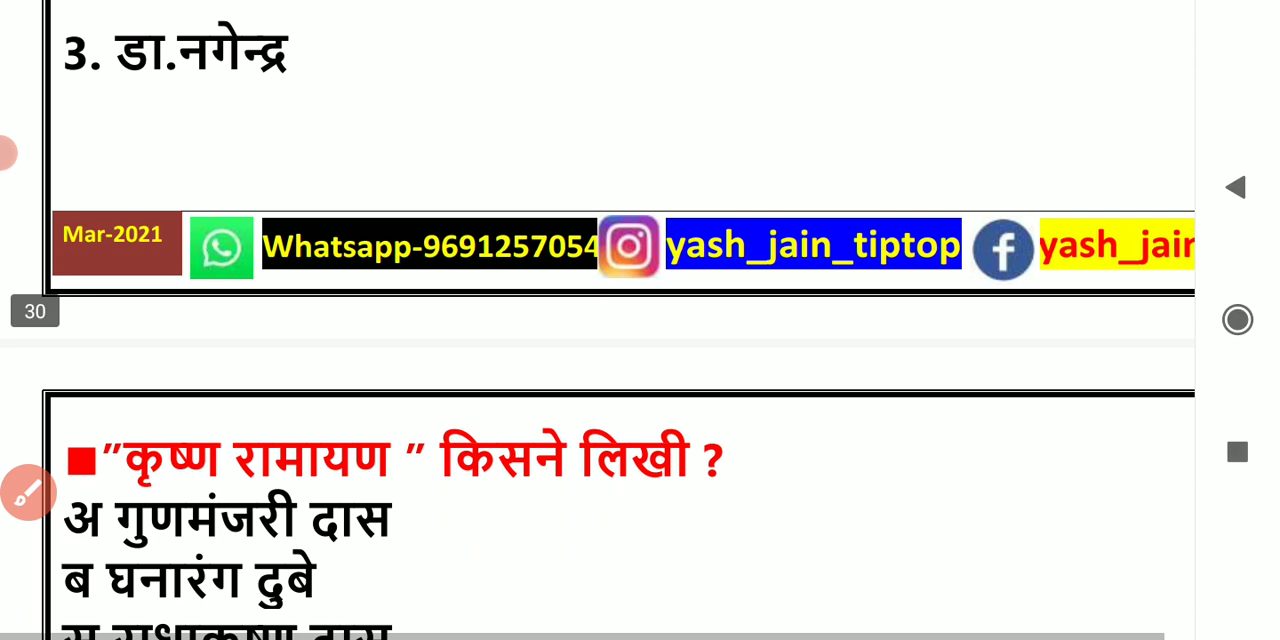 3. डा.नगेन्द्र
Mar-2021 Whatsapp-9691257054 yash_jain_tiptop yash_jain
30
■"कृष्ण रामायण " किसने लिखी ?
अ गुणमंजरी दास
ब घनारंग दुबे
स राधाकृष्ण दास